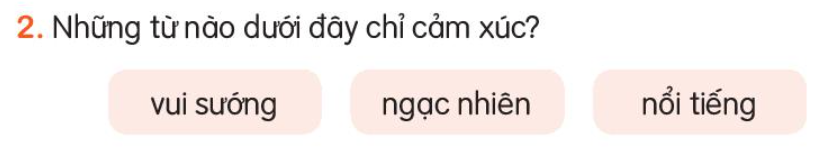 2. Những từ nào dưới đây chỉ cảm xúc?
vui sướng ngạc nhiên nổi tiếng